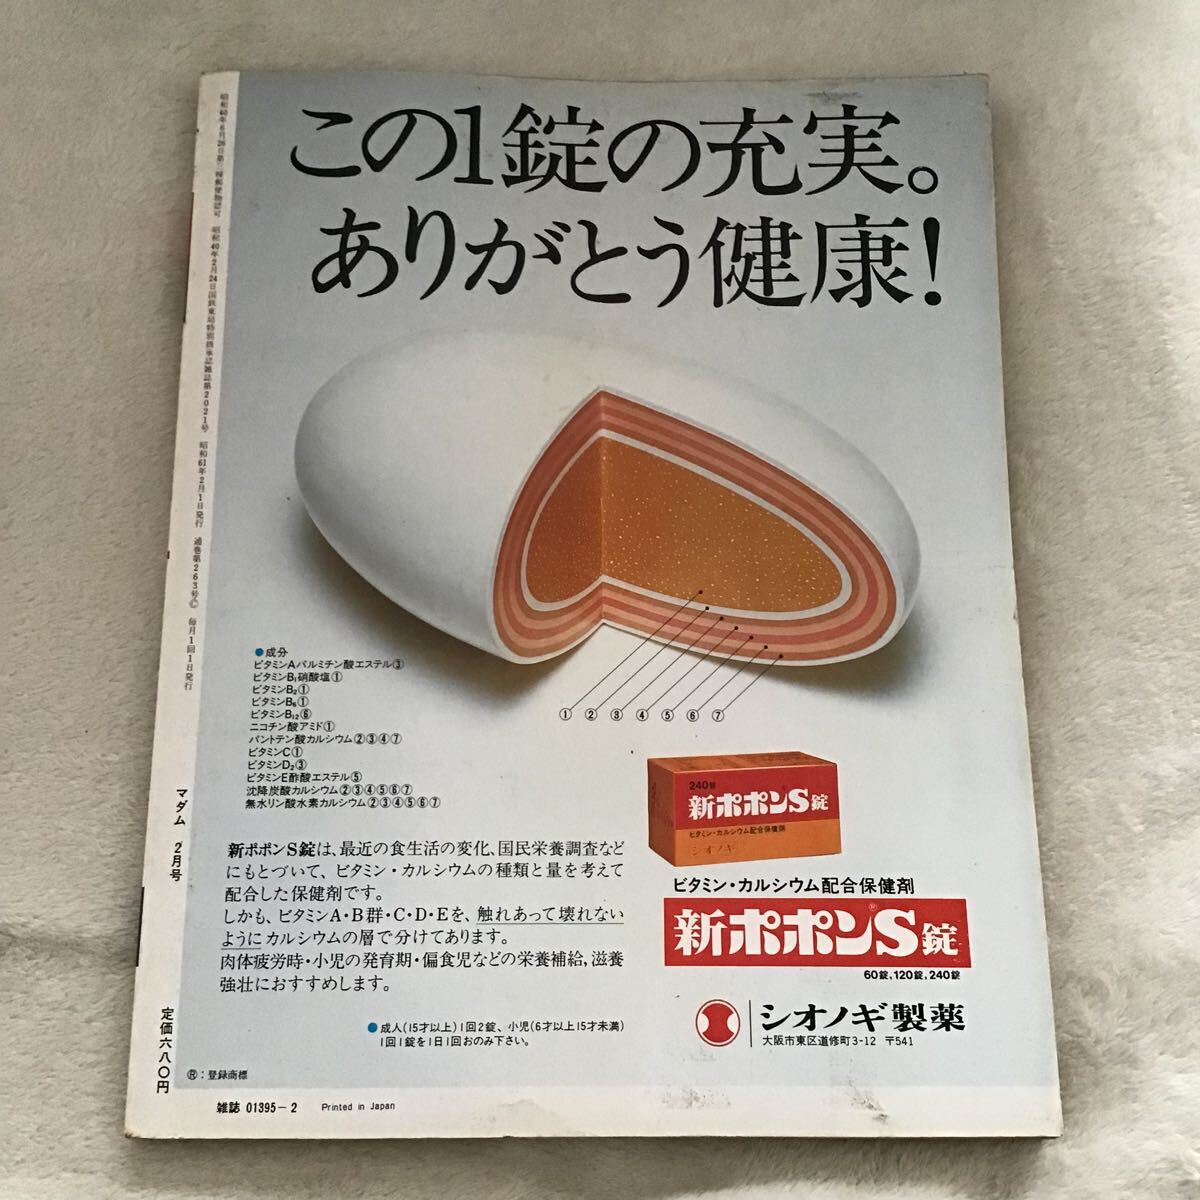 この1錠の充実。
ありがとう健康！
●成分
ビタミンAパルミチン酸エステル③
ビタミンB₁硝酸塩①
ビタミンB₂①
ビタミンB₆①
ビタミンB₁₂⑥
ニコチン酸アミド①
パントテン酸カルシウム②③④⑦
ビタミンC①
ビタミンD₂③
ビタミンE酢酸エステル⑤
沈降炭酸カルシウム②③④⑤⑥⑦
無水リン酸水素カルシウム②③④⑤⑥⑦
① ② ③ ④ ⑤ ⑥ ⑦
新ポポンS錠は、最近の食生活の変化、国民栄養調査など
にもとづいて、ビタミン・カルシウムの種類と量を考えて
配合した保健剤です。
しかも、ビタミンA・B群・C・D・Eを、触れあって壊れない
ようにカルシウムの層で分けてあります。
肉体疲労時・小児の発育期・偏食児などの栄養補給、滋養
強壮におすすめします。
●成人(15才以上)1回2錠、小児(6才以上15才未満)
1回1錠を1日1回おのみ下さい。
Ⓡ：登録商標
240錠
新ポポンS錠
ビタミン・カルシウム配合保健剤
シオノギ
ビタミン・カルシウム配合保健剤
新ポポン®S錠
60錠,120錠,240錠
シオノギ製薬
大阪市東区道修町3-12 〒541
雑誌 01395-2 Printed in Japan
昭和61年2月1日発行 通巻第263号© 毎月1回1日発行
マダム 2月号
定価六八〇円